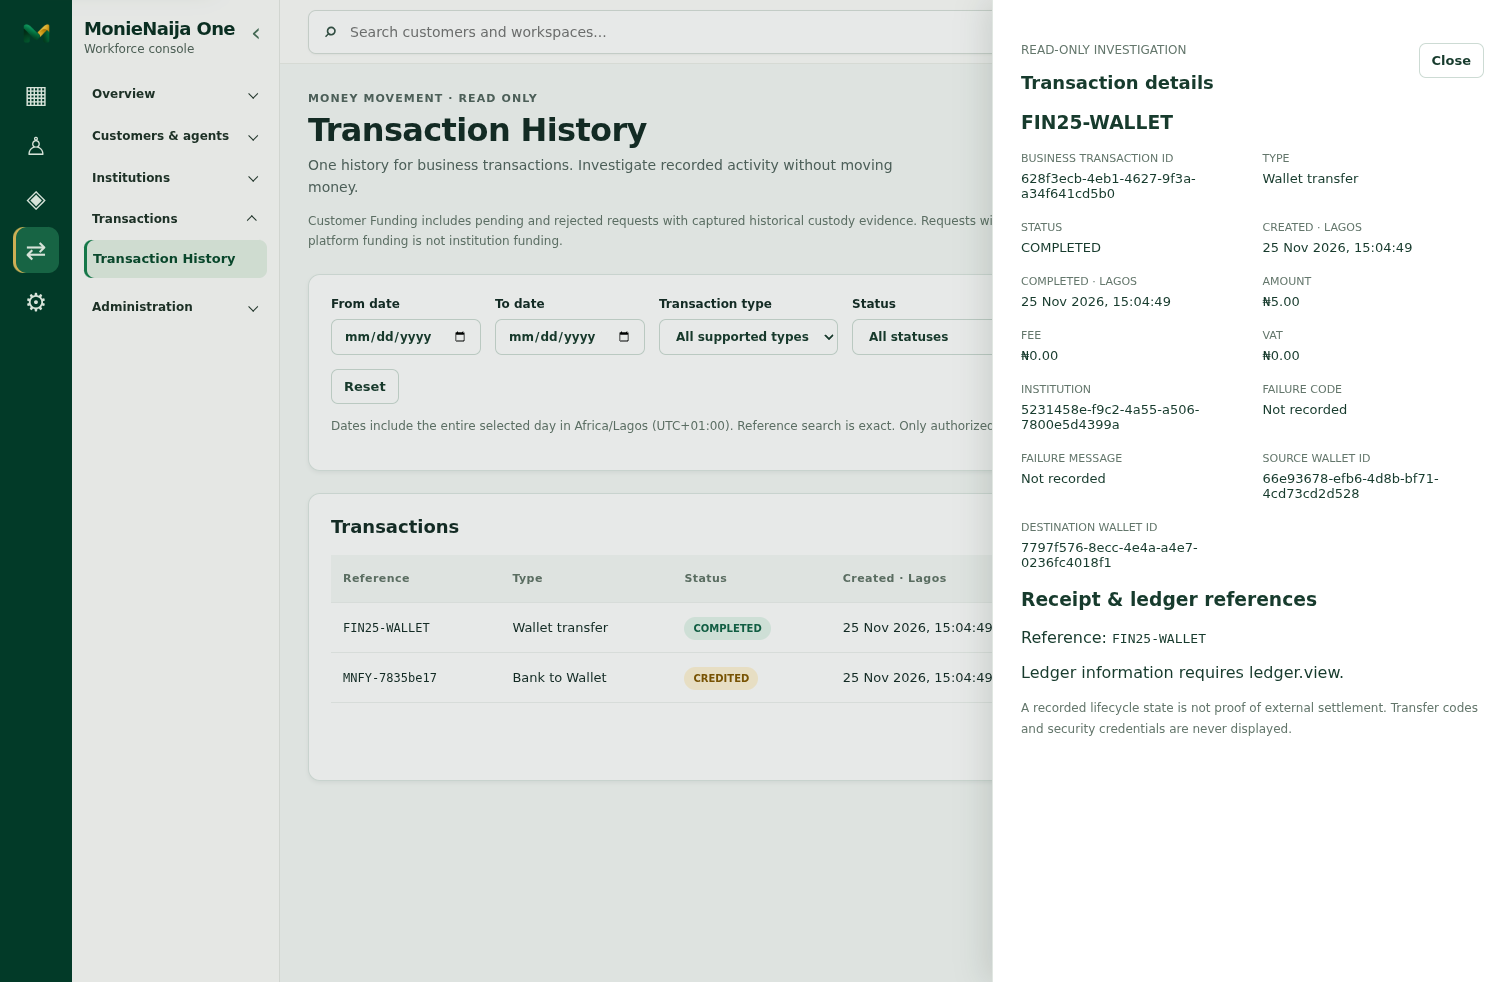 MonieNaija One
Workforce console
Overview
Customers & agents
Institutions
Transactions
Transaction History
Administration
Search customers and workspaces...
MONEY MOVEMENT · READ ONLY
Transaction History
One history for business transactions. Investigate recorded activity without moving
money.
Customer Funding includes pending and rejected requests with captured historical custody evidence. Requests
platform funding is not institution funding.
From date
To date
Transaction type
Status
mm/dd/yyyy
mm/dd/yyyy
All supported types
All statuses
Reset
Dates include the entire selected day in Africa/Lagos (UTC+01:00). Reference search is exact. Only authorized
Transactions
Reference
Type
Status
Created · Lagos
FIN25-WALLET
Wallet transfer
COMPLETED
25 Nov 2026, 15:04:49
MNFY-7835be17
Bank to Wallet
CREDITED
25 Nov 2026, 15:04:49
READ-ONLY INVESTIGATION
Close
Transaction details
FIN25-WALLET
BUSINESS TRANSACTION ID
628f3ecb-4eb1-4627-9f3a-
a34f641cd5b0
TYPE
Wallet transfer
STATUS
COMPLETED
CREATED · LAGOS
25 Nov 2026, 15:04:49
COMPLETED · LAGOS
25 Nov 2026, 15:04:49
AMOUNT
₦5.00
FEE
₦0.00
VAT
₦0.00
INSTITUTION
5231458e-f9c2-4a55-a506-
7800e5d4399a
FAILURE CODE
Not recorded
FAILURE MESSAGE
Not recorded
SOURCE WALLET ID
66e93678-efb6-4d8b-bf71-
4cd73cd2d528
DESTINATION WALLET ID
7797f576-8ecc-4e4a-a4e7-
0236fc4018f1
Receipt & ledger references
Reference: FIN25-WALLET
Ledger information requires ledger.view.
A recorded lifecycle state is not proof of external settlement. Transfer codes
and security credentials are never displayed.